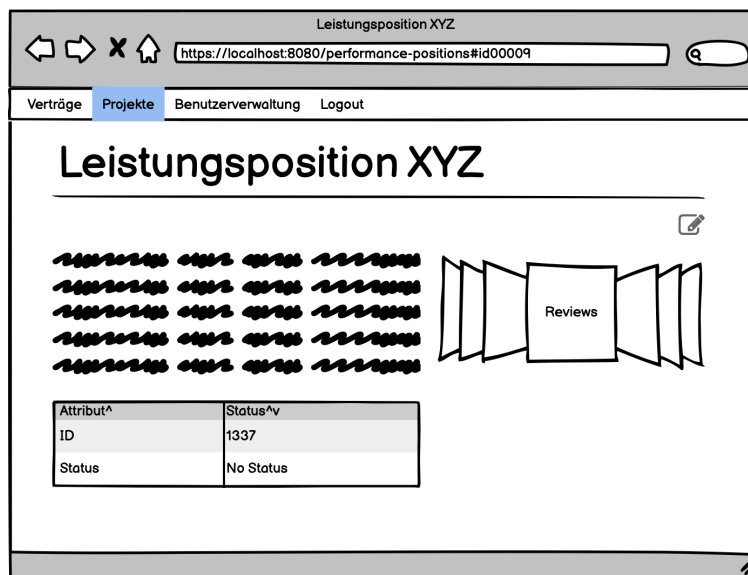 Leistungsposition XYZ
https://localhost:8080/performance-positions#id00009
Verträge Projekte Benutzerverwaltung Logout
Leistungsposition XYZ
Reviews
Attribut^ Status^v
ID 1337
Status No Status